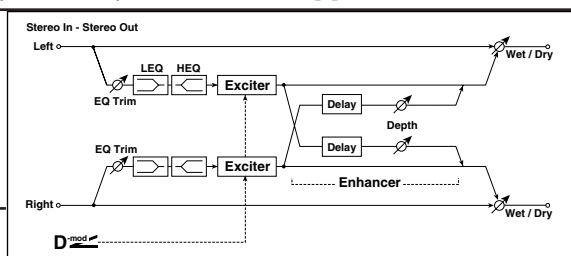 Stereo In - Stereo Out
Left
Wet / Dry
LEQ HEQ
EQ Trim
Exciter
Delay
Depth
EQ Trim
Delay
Exciter
Enhancer
Right
Wet / Dry
D-mod